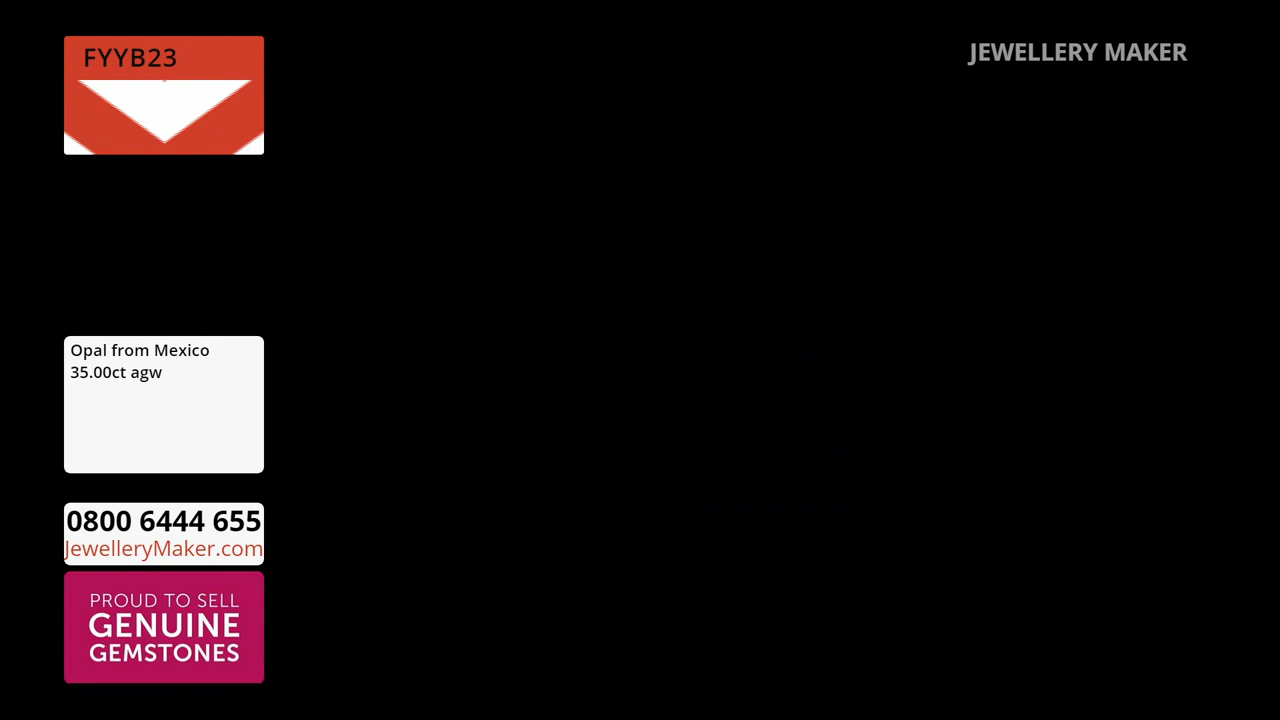 FYYB23
JEWELLERY MAKER
Opal from Mexico
35.00ct agw
0800 6444 655
JewelleryMaker.com
PROUD TO SELL
GENUINE
GEMSTONES